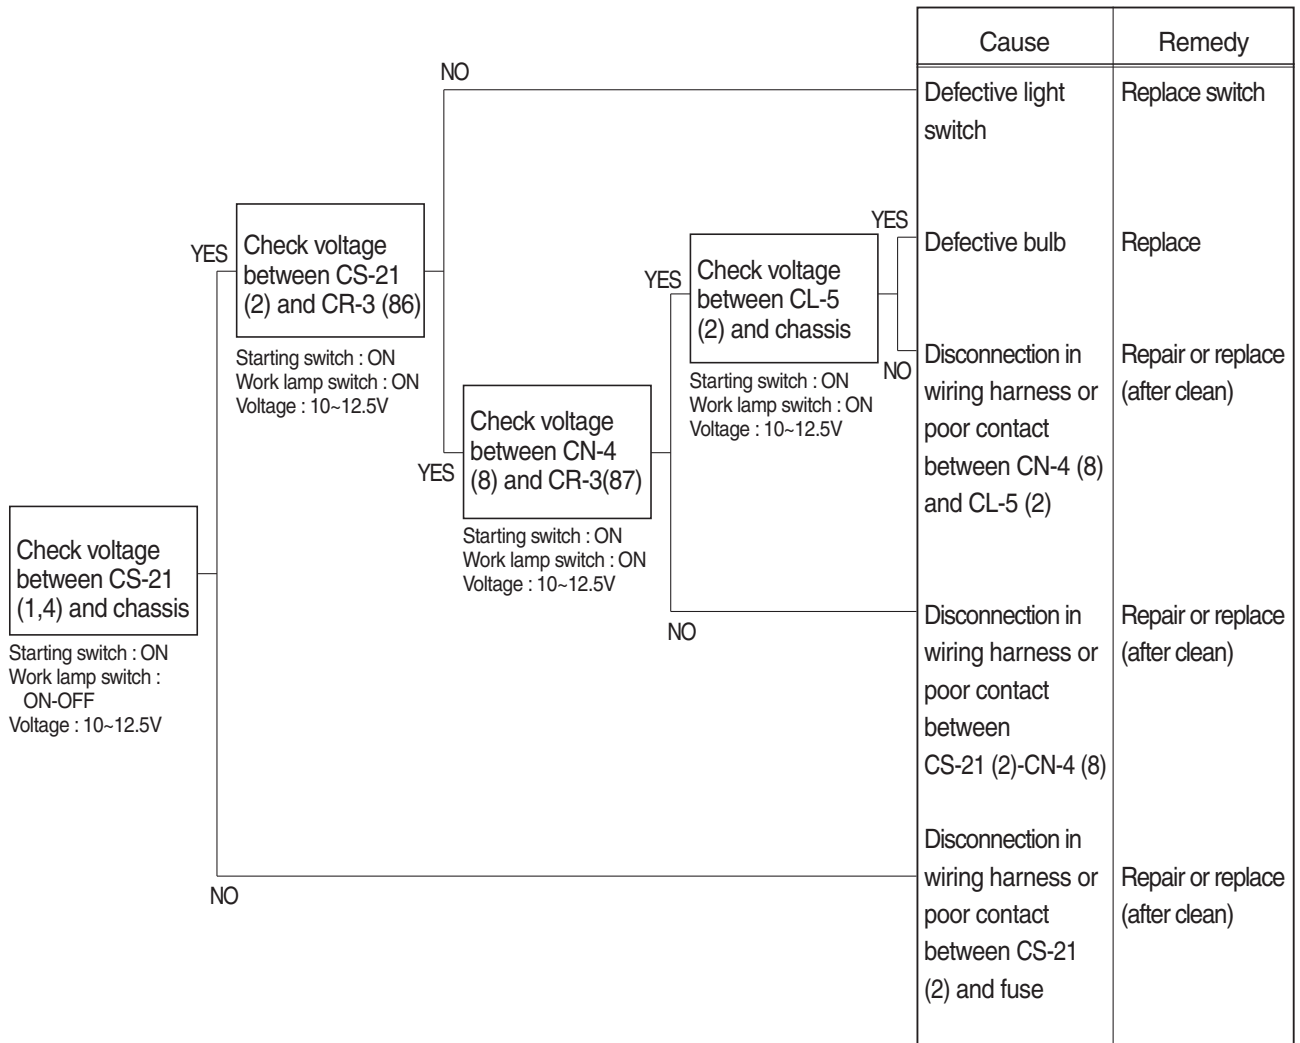 Cause
Remedy
NO
Defective light
switch
Replace switch
YES
Check voltage
between CS-21
(2) and CR-3 (86)
Starting switch : ON
Work lamp switch : ON
Voltage : 10~12.5V
YES
Defective bulb
Replace
YES
Check voltage
between CL-5
(2) and chassis
Starting switch : ON
Work lamp switch : ON
Voltage : 10~12.5V
NO
Disconnection in
wiring harness or
poor contact
between CN-4 (8)
and CL-5 (2)
Repair or replace
(after clean)
YES
Check voltage
between CN-4
(8) and CR-3(87)
Starting switch : ON
Work lamp switch : ON
Voltage : 10~12.5V
Check voltage
between CS-21
(1,4) and chassis
Starting switch : ON
Work lamp switch :
ON-OFF
Voltage : 10~12.5V
NO
Disconnection in
wiring harness or
poor contact
between
CS-21 (2)-CN-4 (8)
Repair or replace
(after clean)
NO
Disconnection in
wiring harness or
poor contact
between CS-21
(2) and fuse
Repair or replace
(after clean)